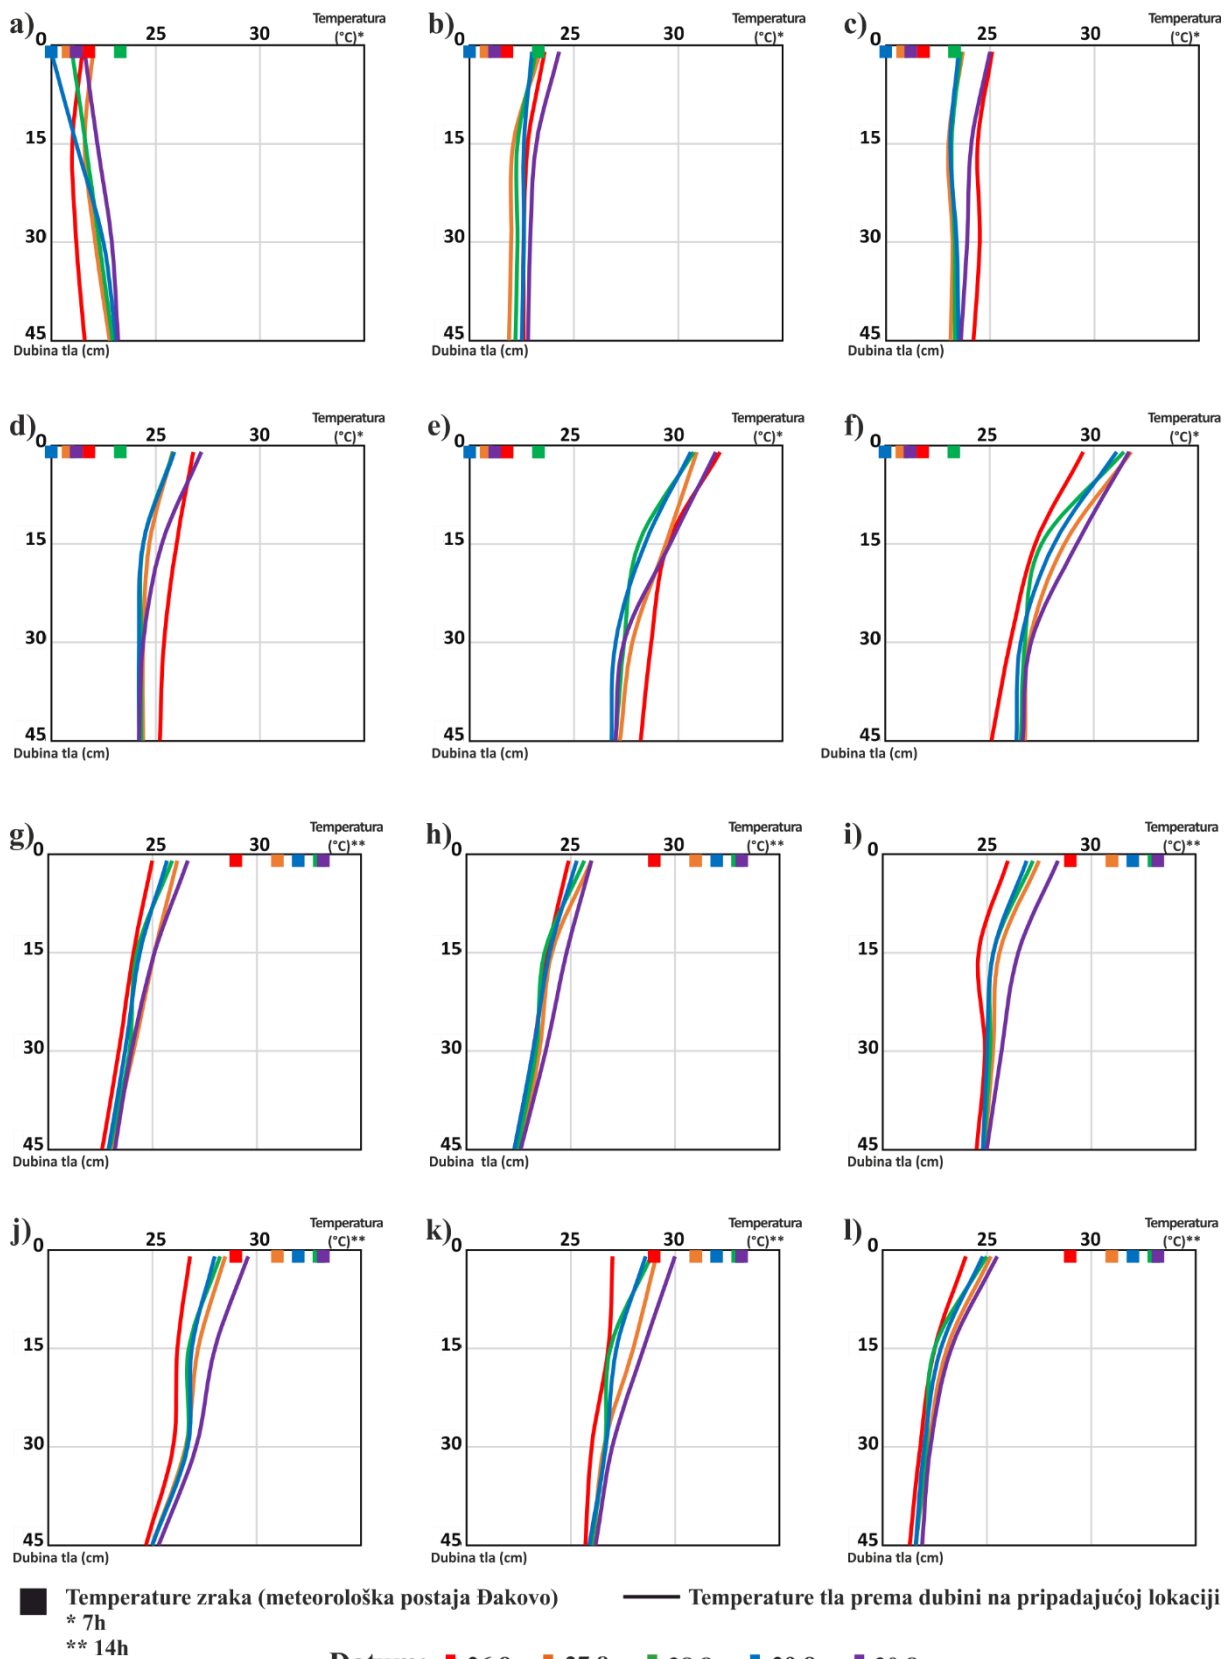 a) Temperatura b) Temperatura c) Temperatura
0 25 30 (°C)* 0 25 30 (°C)* 0 25 30 (°C)*
15 15 15
30 30 30
45 45 45
Dubina tla (cm) Dubina tla (cm) Dubina tla (cm)
d) Temperatura e) Temperatura f) Temperatura
0 25 30 (°C)* 0 25 30 (°C)* 0 25 30 (°C)*
15 15 15
30 30 30
45 45 45
Dubina tla (cm) Dubina tla (cm) Dubina tla (cm)
g) Temperatura h) Temperatura i) Temperatura
0 25 30 (°C)** 0 25 30 (°C)** 0 25 30 (°C)**
15 15 15
30 30 30
45 45 45
Dubina tla (cm) Dubina tla (cm) Dubina tla (cm)
j) Temperatura k) Temperatura l) Temperatura
0 25 30 (°C)** 0 25 30 (°C)** 0 25 30 (°C)**
15 15 15
30 30 30
45 45 45
Dubina tla (cm) Dubina tla (cm) Dubina tla (cm)
Temperature zraka (meteorološka postaja Đakovo) Temperature tla prema dubini na pripadajućoj lokaciji
* 7h
** 14h